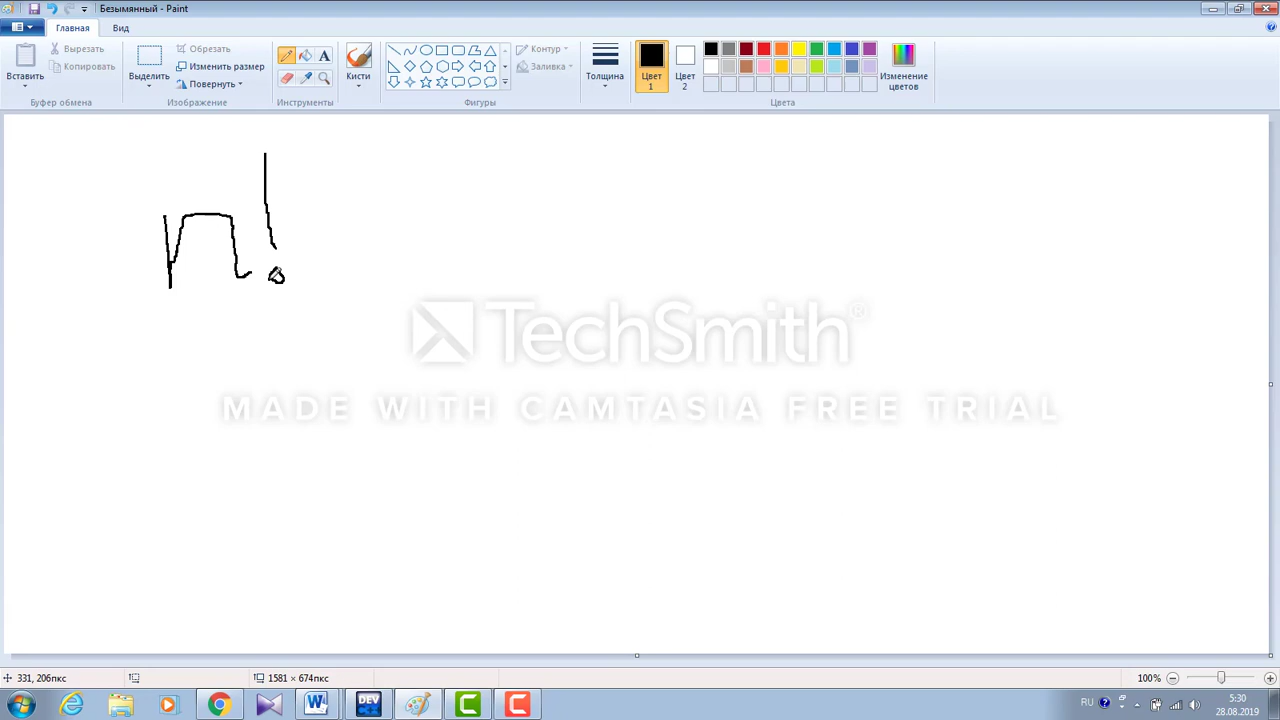 Безымянный - Paint
Главная Вид
Вставить
Вырезать
Копировать
Буфер обмена
Выделить
Обрезать
Изменить размер
Повернуть
Изображение
A
Инструменты
Кисти
Контур
Заливка
Фигуры
Толщина
Цвет 1
Цвет 2
Изменение цветов
Цвета
n!
TechSmith®
MADE WITH CAMTASIA FREE TRIAL
331, 206пкс
1581 × 674пкс
100%
W
DEV
C
C
RU
5:30
28.08.2019